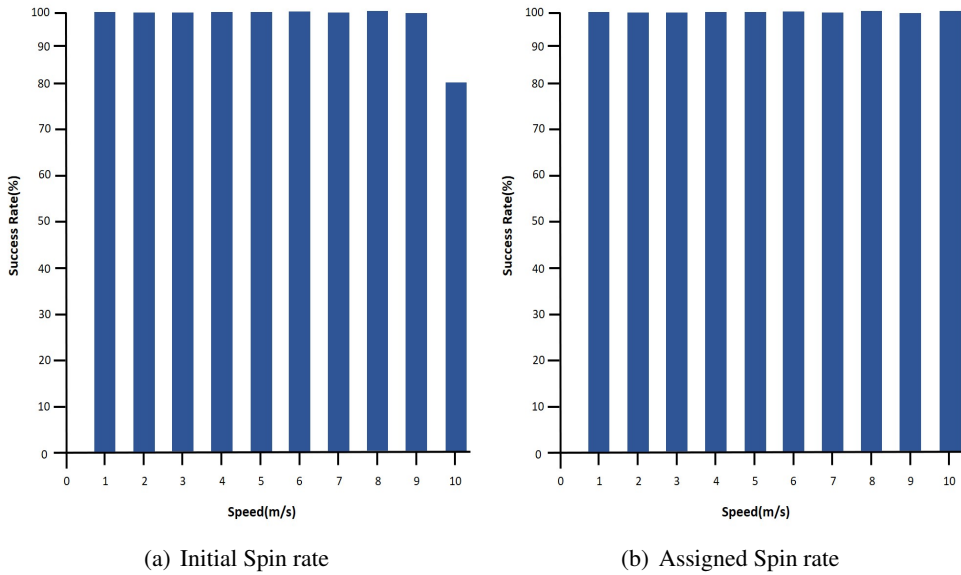 100
90
80
70
60
50
40
30
20
10
0
Success Rate(%)
0 1 2 3 4 5 6 7 8 9 10
Speed(m/s)
(a) Initial Spin rate
100
90
80
70
60
50
40
30
20
10
0
Success Rate(%)
0 1 2 3 4 5 6 7 8 9 10
Speed(m/s)
(b) Assigned Spin rate